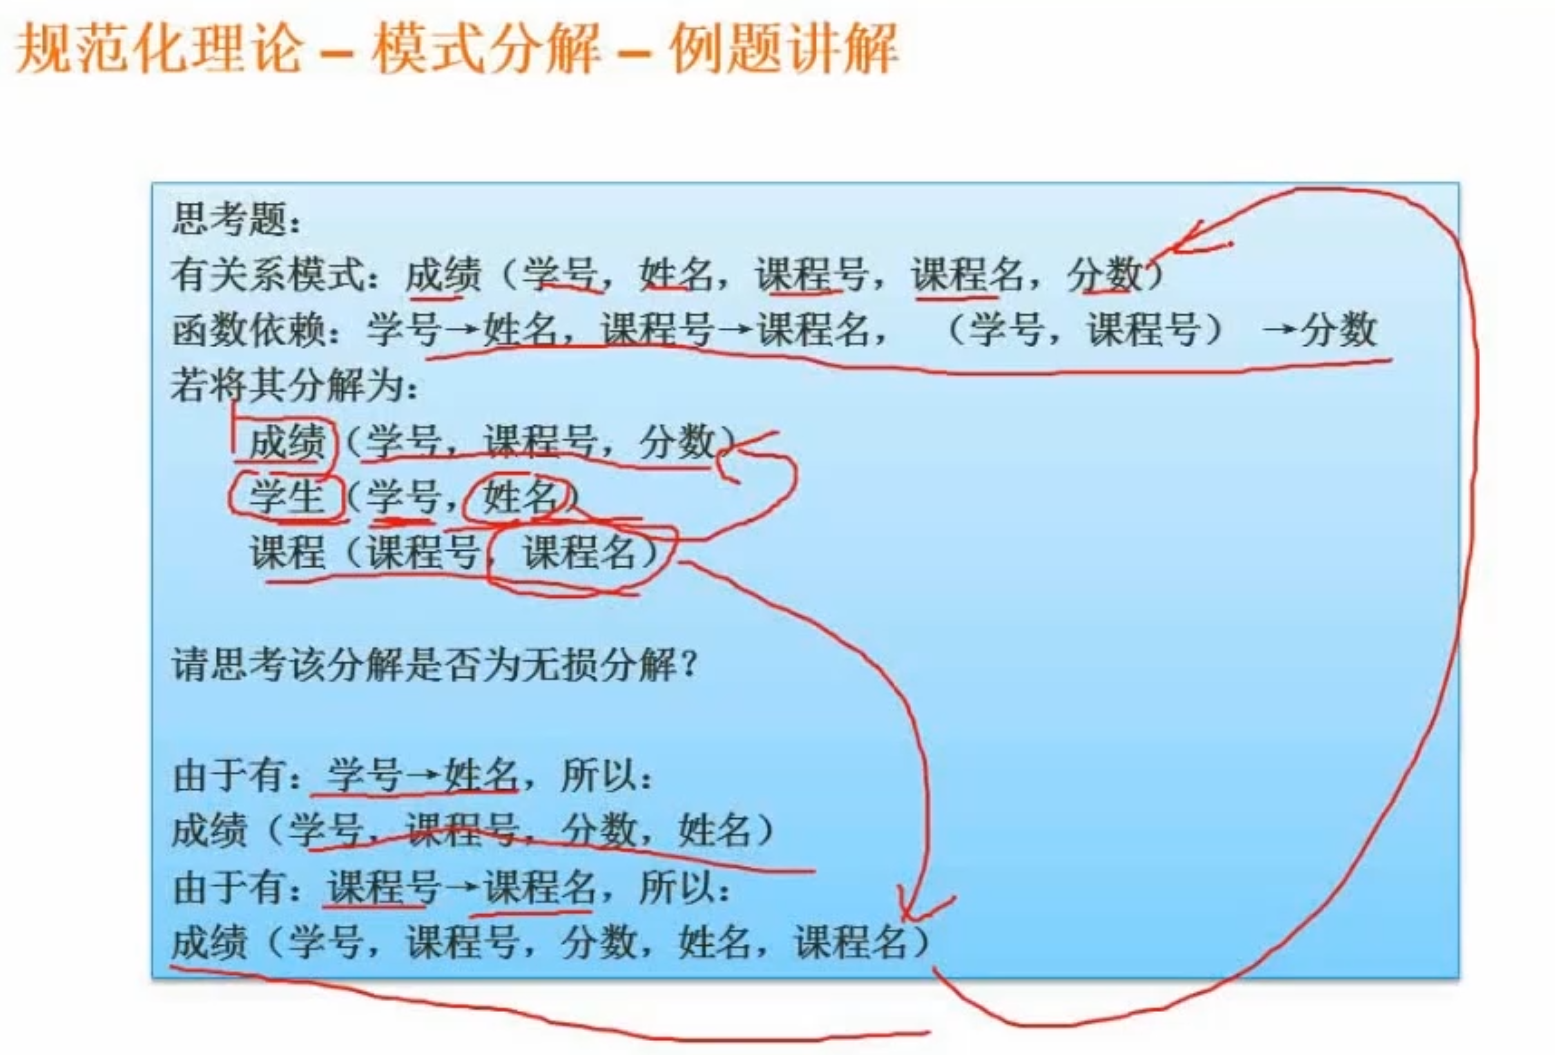 规范化理论 – 模式分解 – 例题讲解
思考题：
有关系模式：成绩（学号，姓名，课程号，课程名，分数）
函数依赖：学号→姓名，课程号→课程名， （学号，课程号） →分数
若将其分解为：
成绩（学号，课程号，分数）
学生（学号，姓名）
课程（课程号，课程名）
请思考该分解是否为无损分解？
由于有：学号→姓名，所以：
成绩（学号，课程号，分数，姓名）
由于有：课程号→课程名，所以：
成绩（学号，课程号，分数，姓名，课程名）